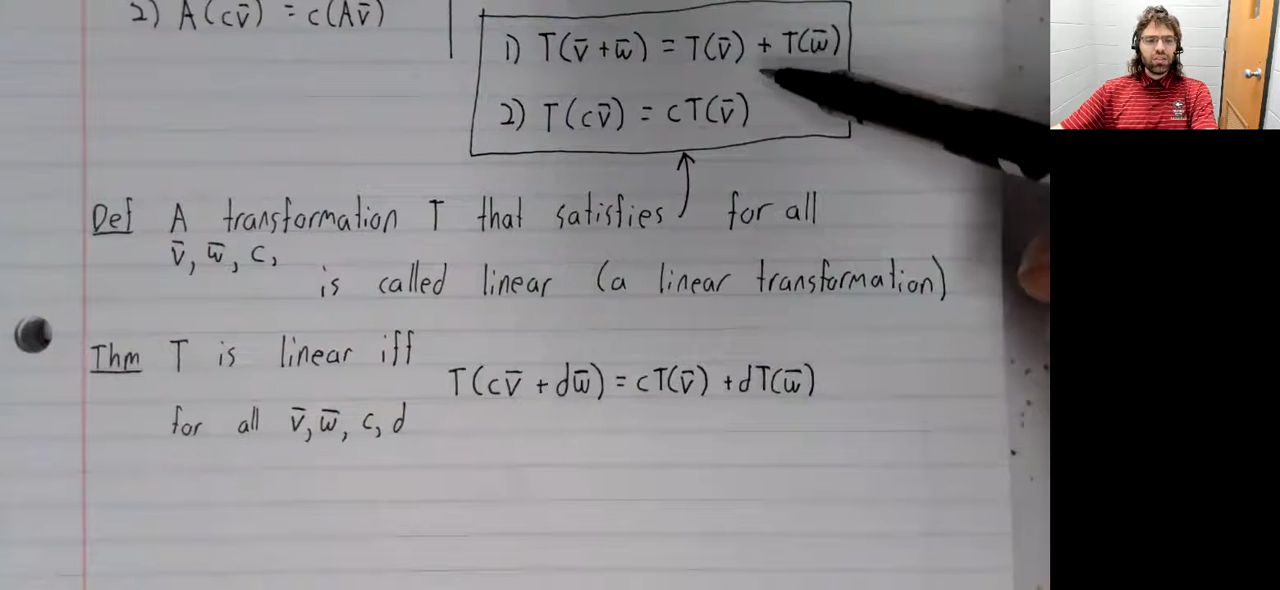 2) A(cv̄) = c(Av̄)
1) T(v̄ + w̄) = T(v̄) + T(w̄)
2) T(cv̄) = cT(v̄)
Def A transformation T that satisfies for all
v̄, w̄, c,
is called linear (a linear transformation)
Thm T is linear iff
T(cv̄ + dw̄) = cT(v̄) + dT(w̄)
for all v̄, w̄, c, d